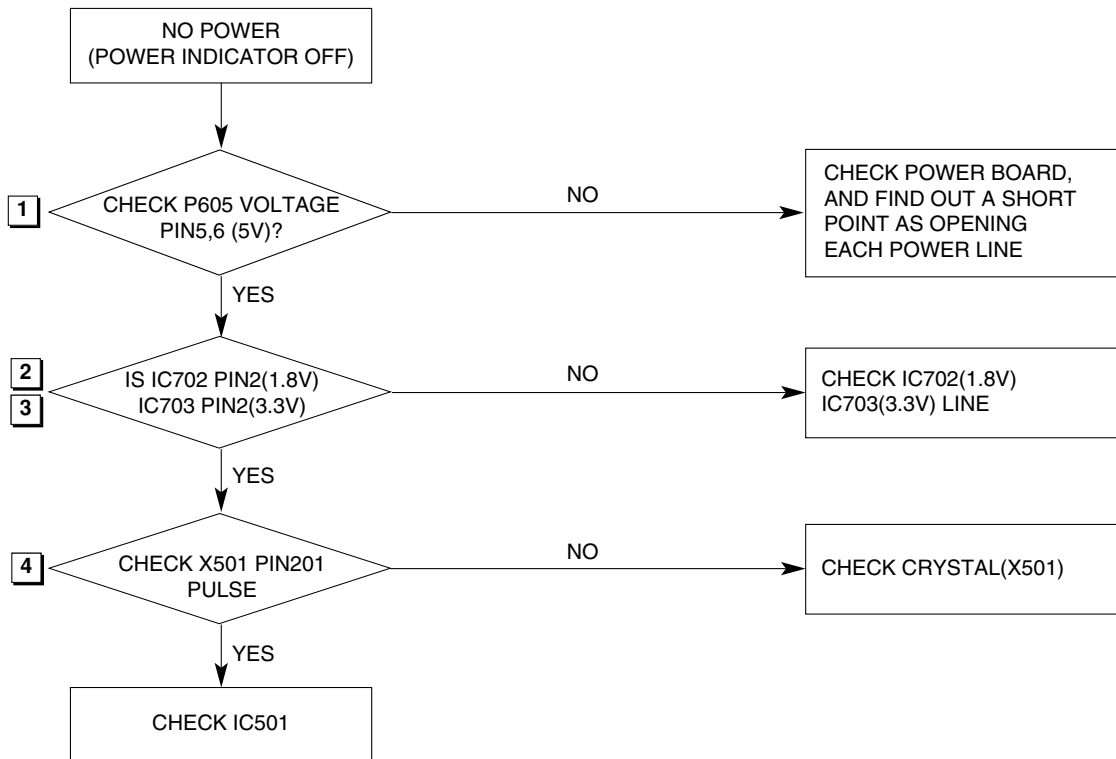 NO POWER
(POWER INDICATOR OFF)
1
CHECK P605 VOLTAGE
PIN5,6 (5V)?
NO
CHECK POWER BOARD,
AND FIND OUT A SHORT
POINT AS OPENING
EACH POWER LINE
YES
2
3
IS IC702 PIN2(1.8V)
IC703 PIN2(3.3V)
NO
CHECK IC702(1.8V)
IC703(3.3V) LINE
YES
4
CHECK X501 PIN201
PULSE
NO
CHECK CRYSTAL(X501)
YES
CHECK IC501